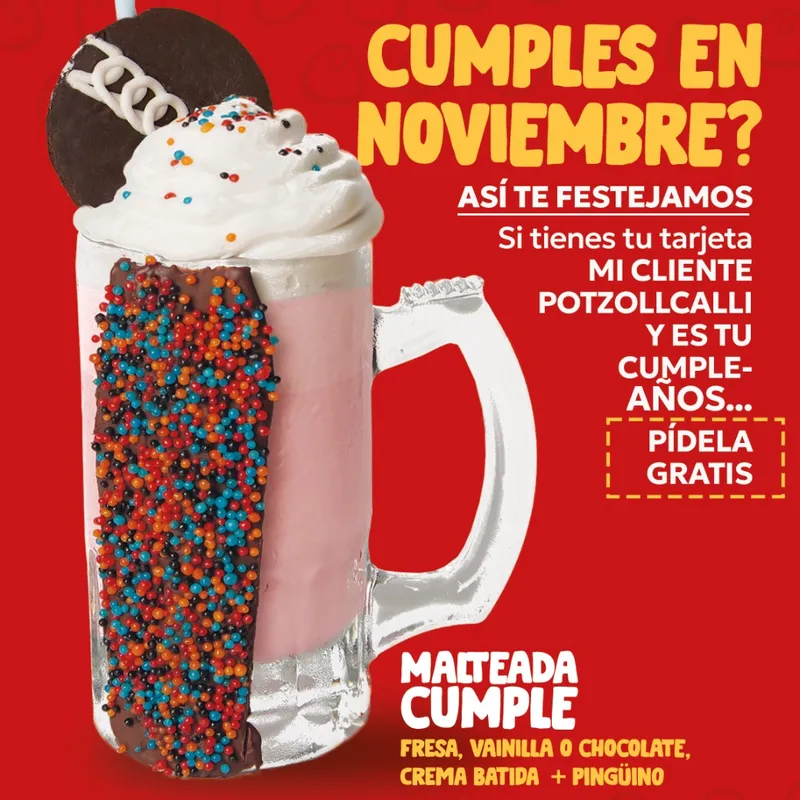 CUMPLES EN
NOVIEMBRE?
ASÍ TE FESTEJAMOS
Si tienes tu tarjeta
MI CLIENTE
POTZOLLCALLI
Y ES TU
CUMPLE-
AÑOS...
PÍDELA
GRATIS
MALTEADA
CUMPLE
FRESA, VAINILLA O CHOCOLATE,
CREMA BATIDA + PINGÜINO